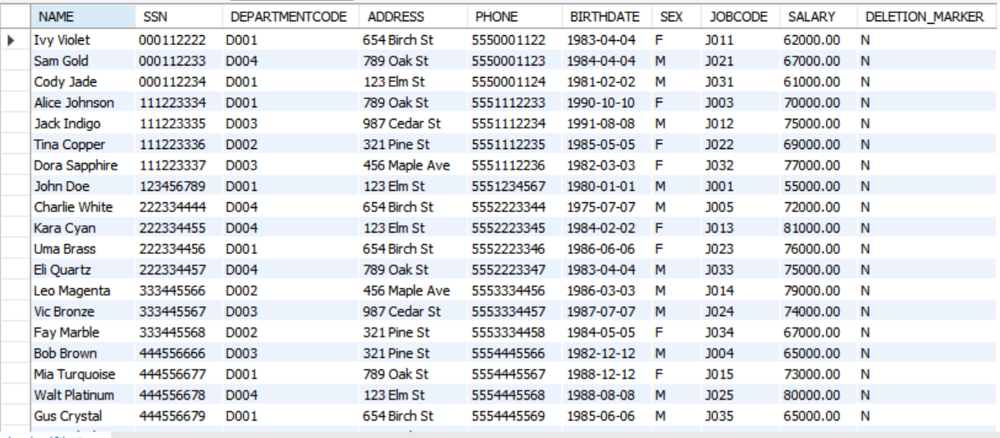 NAME SSN DEPARTMENTCODE ADDRESS PHONE BIRTHDATE SEX JOBCODE SALARY DELETION_MARKER
Ivy Violet 000112222 D001 654 Birch St 5550001122 1983-04-04 F J011 62000.00 N
Sam Gold 000112233 D004 789 Oak St 5550001123 1984-04-04 M J021 67000.00 N
Cody Jade 000112234 D001 123 Elm St 5550001124 1981-02-02 M J031 61000.00 N
Alice Johnson 111223334 D001 789 Oak St 5551112233 1990-10-10 F J003 70000.00 N
Jack Indigo 111223335 D003 987 Cedar St 5551112234 1991-08-08 M J012 75000.00 N
Tina Copper 111223336 D002 321 Pine St 5551112235 1985-05-05 F J022 69000.00 N
Dora Sapphire 111223337 D003 456 Maple Ave 5551112236 1982-03-03 F J032 77000.00 N
John Doe 123456789 D001 123 Elm St 5551234567 1980-01-01 M J001 55000.00 N
Charlie White 222334444 D004 654 Birch St 5552223344 1975-07-07 M J005 72000.00 N
Kara Cyan 222334455 D004 123 Elm St 5552223345 1984-02-02 F J013 81000.00 N
Uma Brass 222334456 D001 654 Birch St 5552223346 1986-06-06 F J023 76000.00 N
Eli Quartz 222334457 D004 789 Oak St 5552223347 1983-04-04 M J033 75000.00 N
Leo Magenta 333445566 D002 456 Maple Ave 5553334456 1986-03-03 M J014 79000.00 N
Vic Bronze 333445567 D003 987 Cedar St 5553334457 1987-07-07 M J024 74000.00 N
Fay Marble 333445568 D002 321 Pine St 5553334458 1984-05-05 F J034 67000.00 N
Bob Brown 444556666 D003 321 Pine St 5554445566 1982-12-12 M J004 65000.00 N
Mia Turquoise 444556677 D001 789 Oak St 5554445567 1988-12-12 F J015 73000.00 N
Walt Platinum 444556678 D004 123 Elm St 5554445568 1988-08-08 M J025 80000.00 N
Gus Crystal 444556679 D001 654 Birch St 5554445569 1985-06-06 M J035 65000.00 N